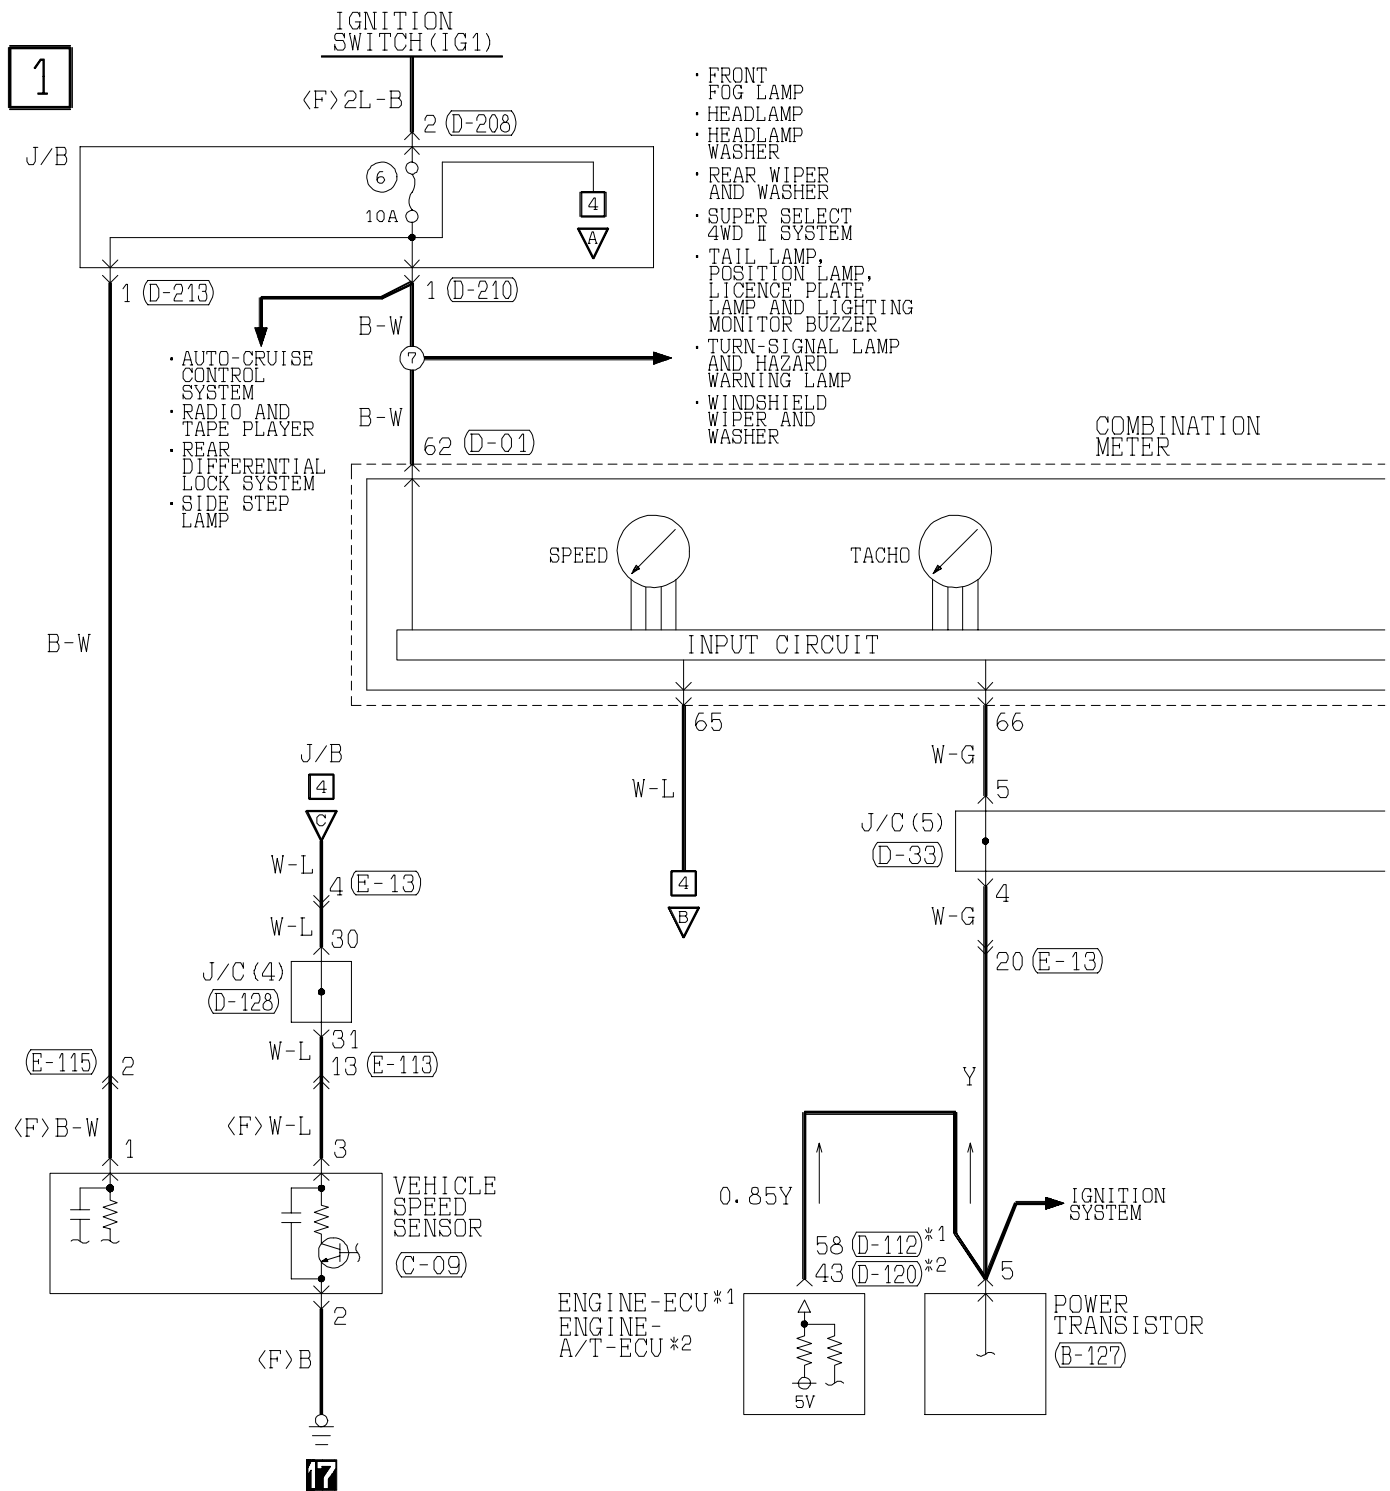 1
IGNITION
SWITCH(IG1)
<F>2L-B
2 (D-208)
J/B
6
10A
4
A
1 (D-213)
1 (D-210)
B-W
7
B-W
62 (D-01)
· AUTO-CRUISE
CONTROL
SYSTEM
· RADIO AND
TAPE PLAYER
· REAR
DIFFERENTIAL
LOCK SYSTEM
· SIDE STEP
LAMP
· FRONT
FOG LAMP
· HEADLAMP
· HEADLAMP
WASHER
· REAR WIPER
AND WASHER
· SUPER SELECT
4WD Ⅱ SYSTEM
· TAIL LAMP,
POSITION LAMP,
LICENCE PLATE
LAMP AND LIGHTING
MONITOR BUZZER
· TURN-SIGNAL LAMP
AND HAZARD
WARNING LAMP
· WINDSHIELD
WIPER AND
WASHER
COMBINATION
METER
SPEED
TACHO
INPUT CIRCUIT
B-W
65
66
W-L
W-G
5
J/C(5)
(D-33)
4
B
4
W-G
20 (E-13)
Y
J/B
4
C
W-L
4 (E-13)
W-L
30
J/C(4)
(D-128)
31
W-L
13 (E-113)
(E-115) 2
<F>B-W
1
<F>W-L
3
VEHICLE
SPEED
SENSOR
(C-09)
2
<F>B
17
0.85Y
58 (D-112)*1
43 (D-120)*2
ENGINE-ECU*1
ENGINE-
A/T-ECU*2
5V
IGNITION
SYSTEM
5
POWER
TRANSISTOR
(B-127)